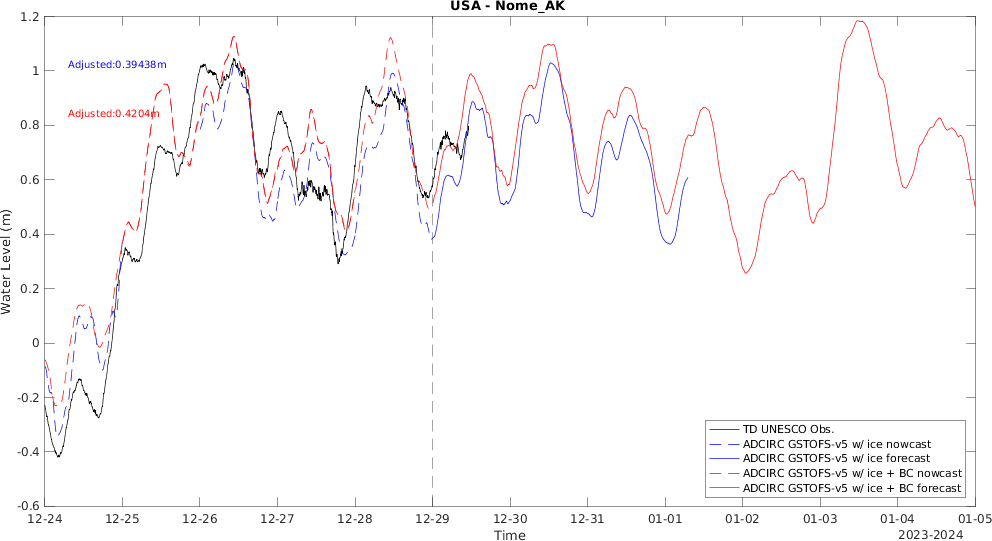 USA - Nome_AK
Adjusted:0.39438m
Adjusted:0.4204m
Water Level (m)
1.2
1
0.8
0.6
0.4
0.2
0
-0.2
-0.4
-0.6
TD UNESCO Obs.
ADCIRC GSTOFS-v5 w/ ice nowcast
ADCIRC GSTOFS-v5 w/ ice forecast
ADCIRC GSTOFS-v5 w/ ice + BC nowcast
ADCIRC GSTOFS-v5 w/ ice + BC forecast
12-24 12-25 12-26 12-27 12-28 12-29 12-30 12-31 01-01 01-02 01-03 01-04 01-05
Time
2023-2024